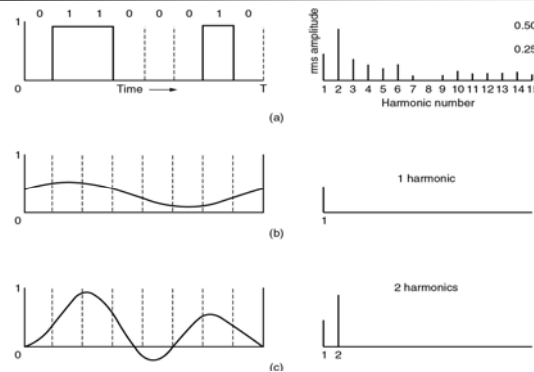 0 1 1 0 0 0 1 0
1
0
Time
T
rms amplitude
0.50
0.25
1 2 3 4 5 6 7 8 9 10 11 12 13 14 15
Harmonic number
(a)
1
0
1 harmonic
1
(b)
1
0
2 harmonics
1 2
(c)